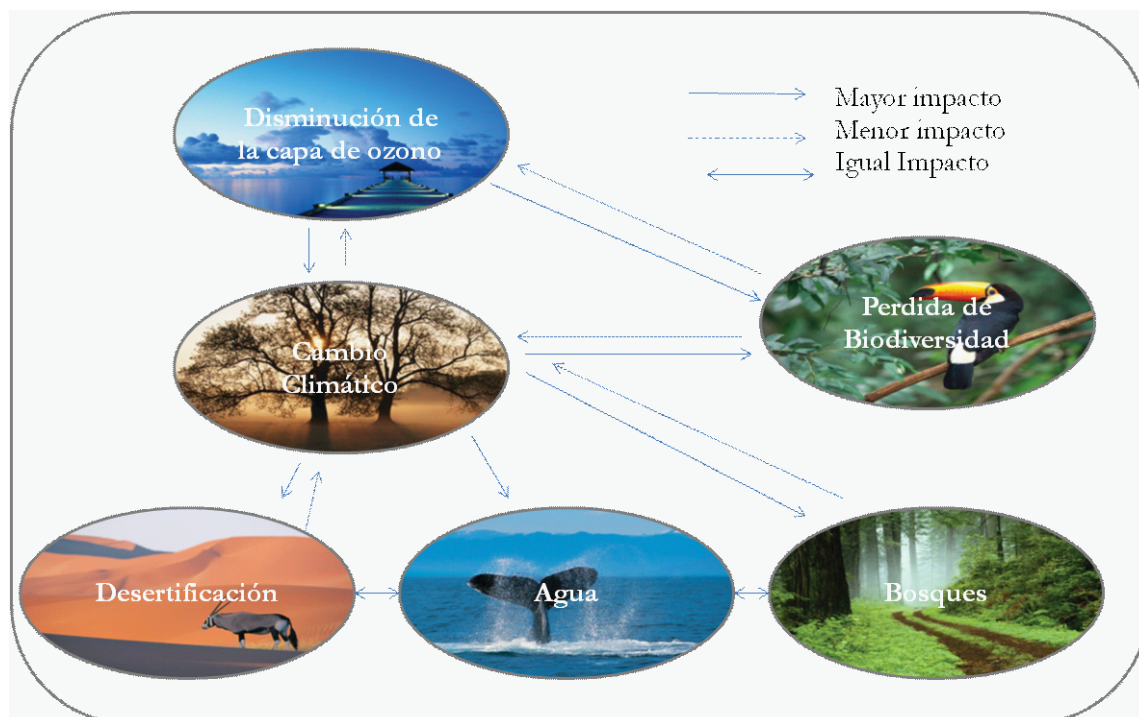 Disminución de
la capa de ozono
Mayor impacto
Menor impacto
Igual Impacto
Perdida de
Biodiversidad
Cambio
Climático
Desertificación
Agua
Bosques